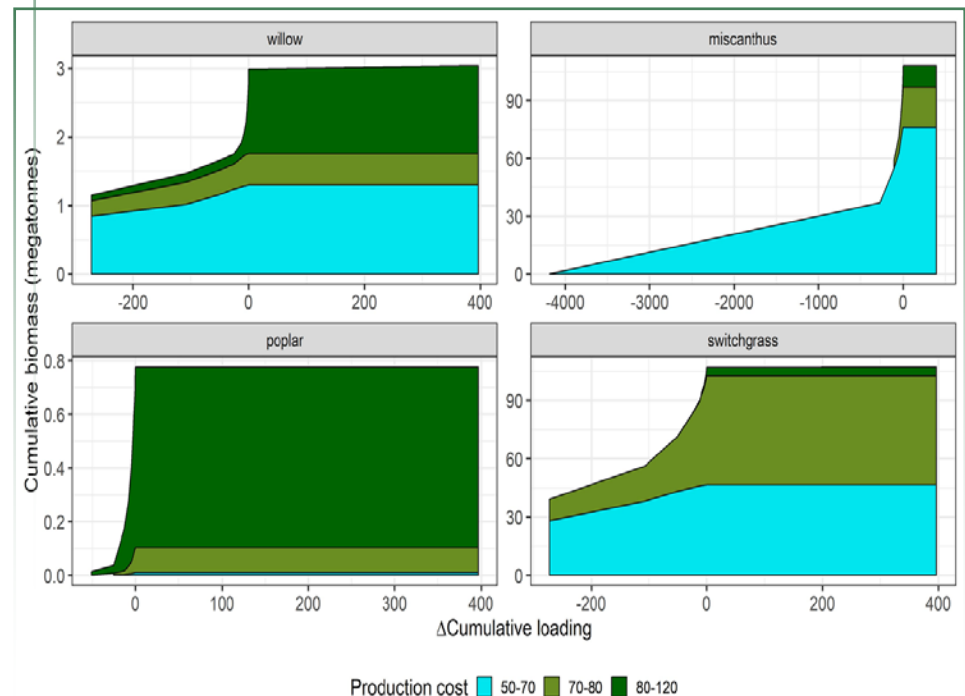 willow
miscanthus
Cumulative biomass (megatonnes)
3
2
1
0
-200 0 200 400
90
60
30
0
-4000 -3000 -2000 -1000 0
poplar
switchgrass
0.8
0.6
0.4
0.2
0.0
0 100 200 300 400
90
60
30
0
-200 0 200 400
ΔCumulative loading
Production cost 50-70 70-80 80-120